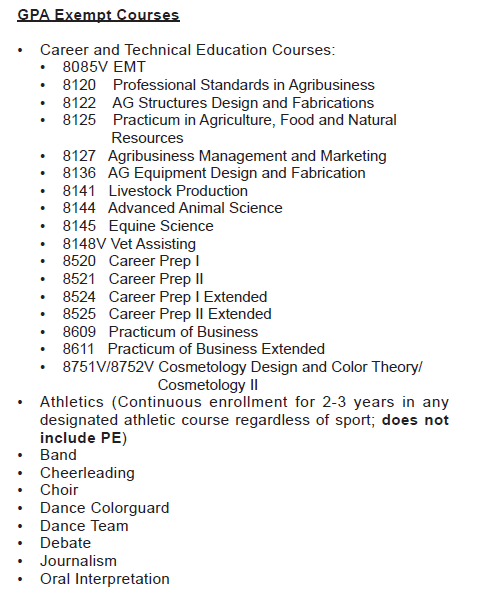 GPA Exempt Courses
• Career and Technical Education Courses:
• 8085V EMT
• 8120 Professional Standards in Agribusiness
• 8122 AG Structures Design and Fabrications
• 8125 Practicum in Agriculture, Food and Natural
Resources
• 8127 Agribusiness Management and Marketing
• 8136 AG Equipment Design and Fabrication
• 8141 Livestock Production
• 8144 Advanced Animal Science
• 8145 Equine Science
• 8148V Vet Assisting
• 8520 Career Prep I
• 8521 Career Prep II
• 8524 Career Prep I Extended
• 8525 Career Prep II Extended
• 8609 Practicum of Business
• 8611 Practicum of Business Extended
• 8751V/8752V Cosmetology Design and Color Theory/
Cosmetology II
• Athletics (Continuous enrollment for 2-3 years in any
designated athletic course regardless of sport; does not
include PE)
• Band
• Cheerleading
• Choir
• Dance Colorguard
• Dance Team
• Debate
• Journalism
• Oral Interpretation